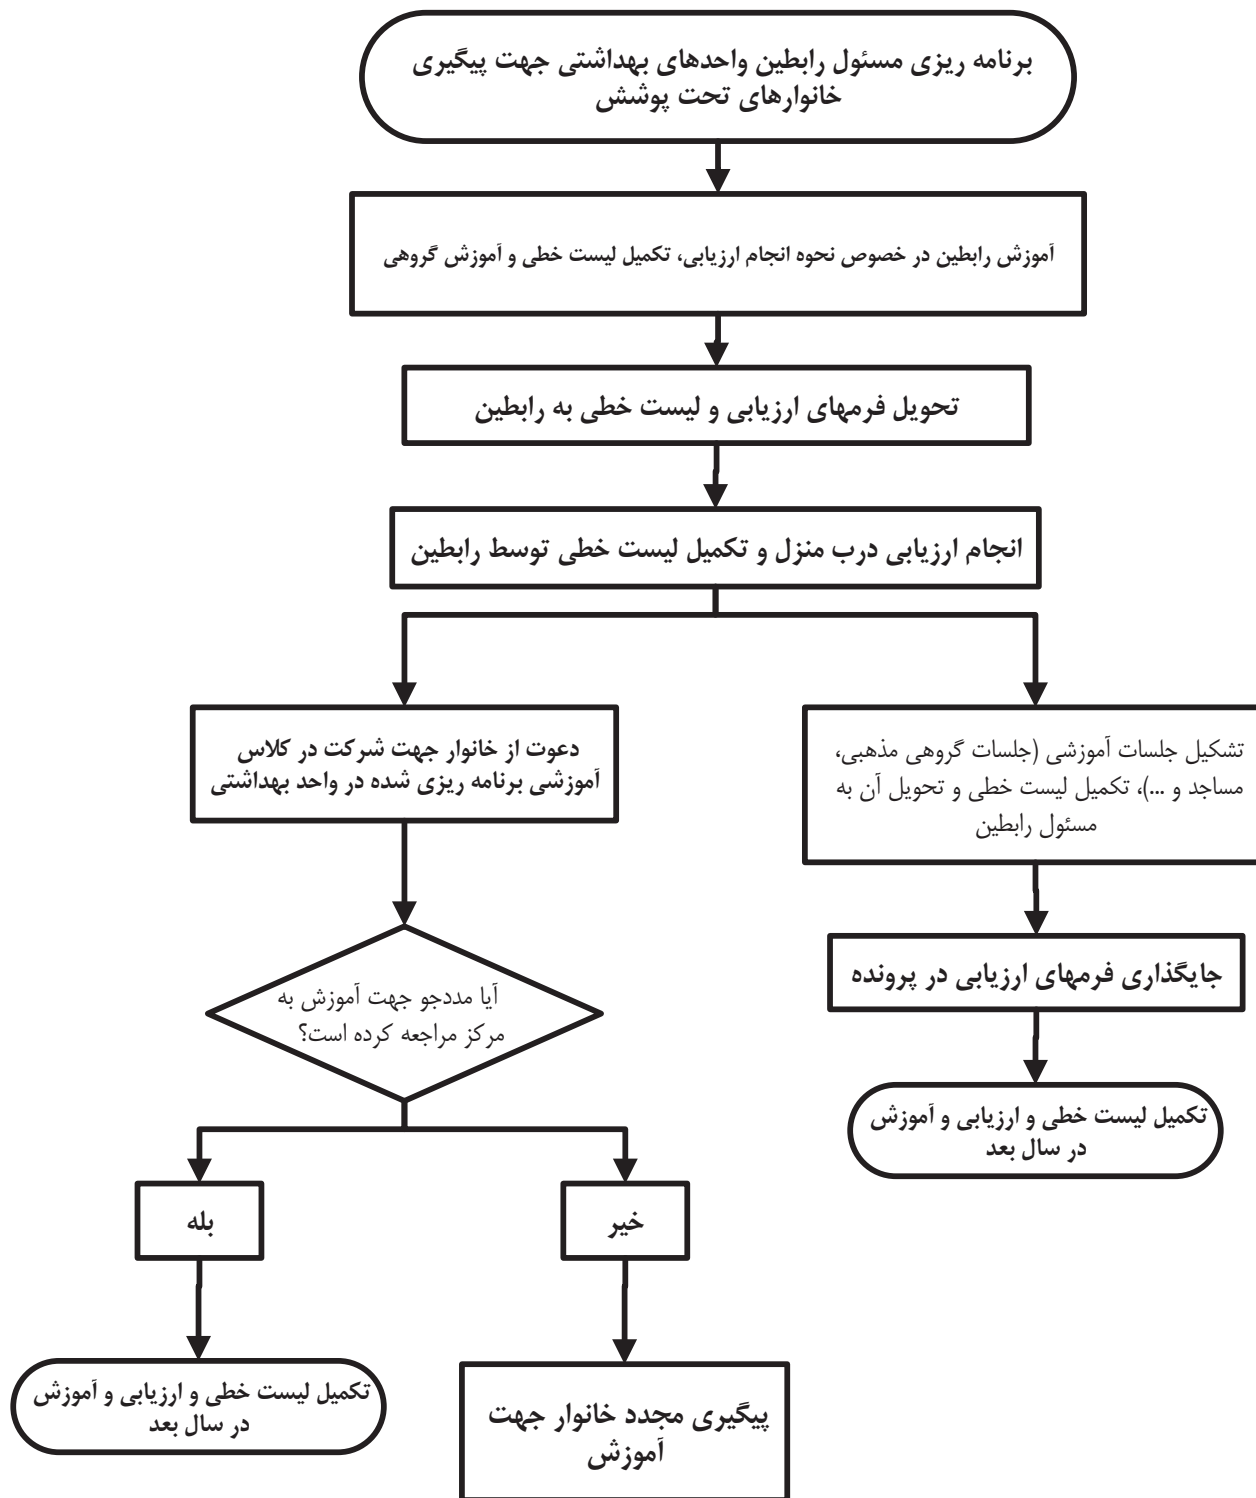 برنامه ریزی مسئول رابطین واحدهای بهداشتی جهت پیگیری
خانوارهای تحت پوشش
آموزش رابطین در خصوص نحوه انجام ارزیابی، تکمیل لیست خطی و آموزش گروهی
تحویل فرمهای ارزیابی و لیست خطی به رابطین
انجام ارزیابی درب منزل و تکمیل لیست خطی توسط رابطین
تشکیل جلسات آموزشی (جلسات گروهی مذهبی،
مساجد و ...)، تکمیل لیست خطی و تحویل آن به
مسئول رابطین
جایگذاری فرمهای ارزیابی در پرونده
تکمیل لیست خطی و ارزیابی و آموزش
در سال بعد
دعوت از خانوار جهت شرکت در کلاس
آموزشی برنامه ریزی شده در واحد بهداشتی
آیا مددجو جهت آموزش به
مرکز مراجعه کرده است؟
خیر
پیگیری مجدد خانوار جهت
آموزش
بله
تکمیل لیست خطی و ارزیابی و آموزش
در سال بعد